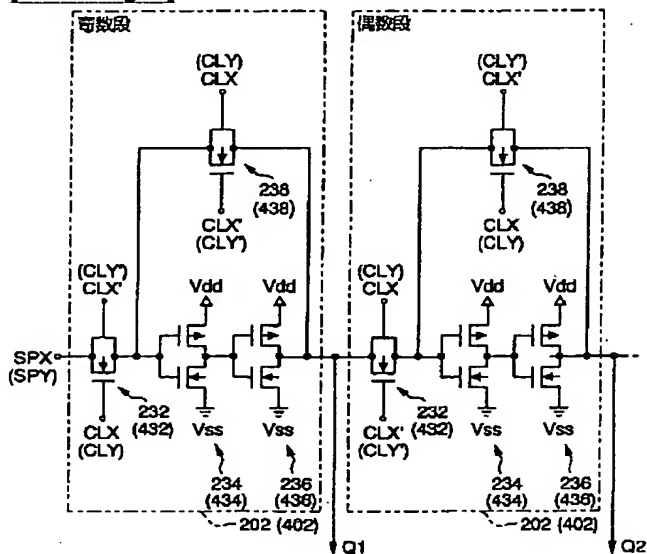 奇数段
偶数段
(CLY)
CLX
(CLY')
CLX'
238
(438)
238
(438)
CLX'
(CLY')
CLX
(CLY)
(CLY')
CLX'
Vdd
Vdd
(CLY)
CLX
Vdd
Vdd
SPX
(SPY)
CLX
(CLY)
232
(432)
Vss
Vss
CLX'
(CLY')
232
(432)
Vss
Vss
234
(434)
236
(436)
234
(434)
236
(436)
202 (402)
202 (402)
Q1
Q2